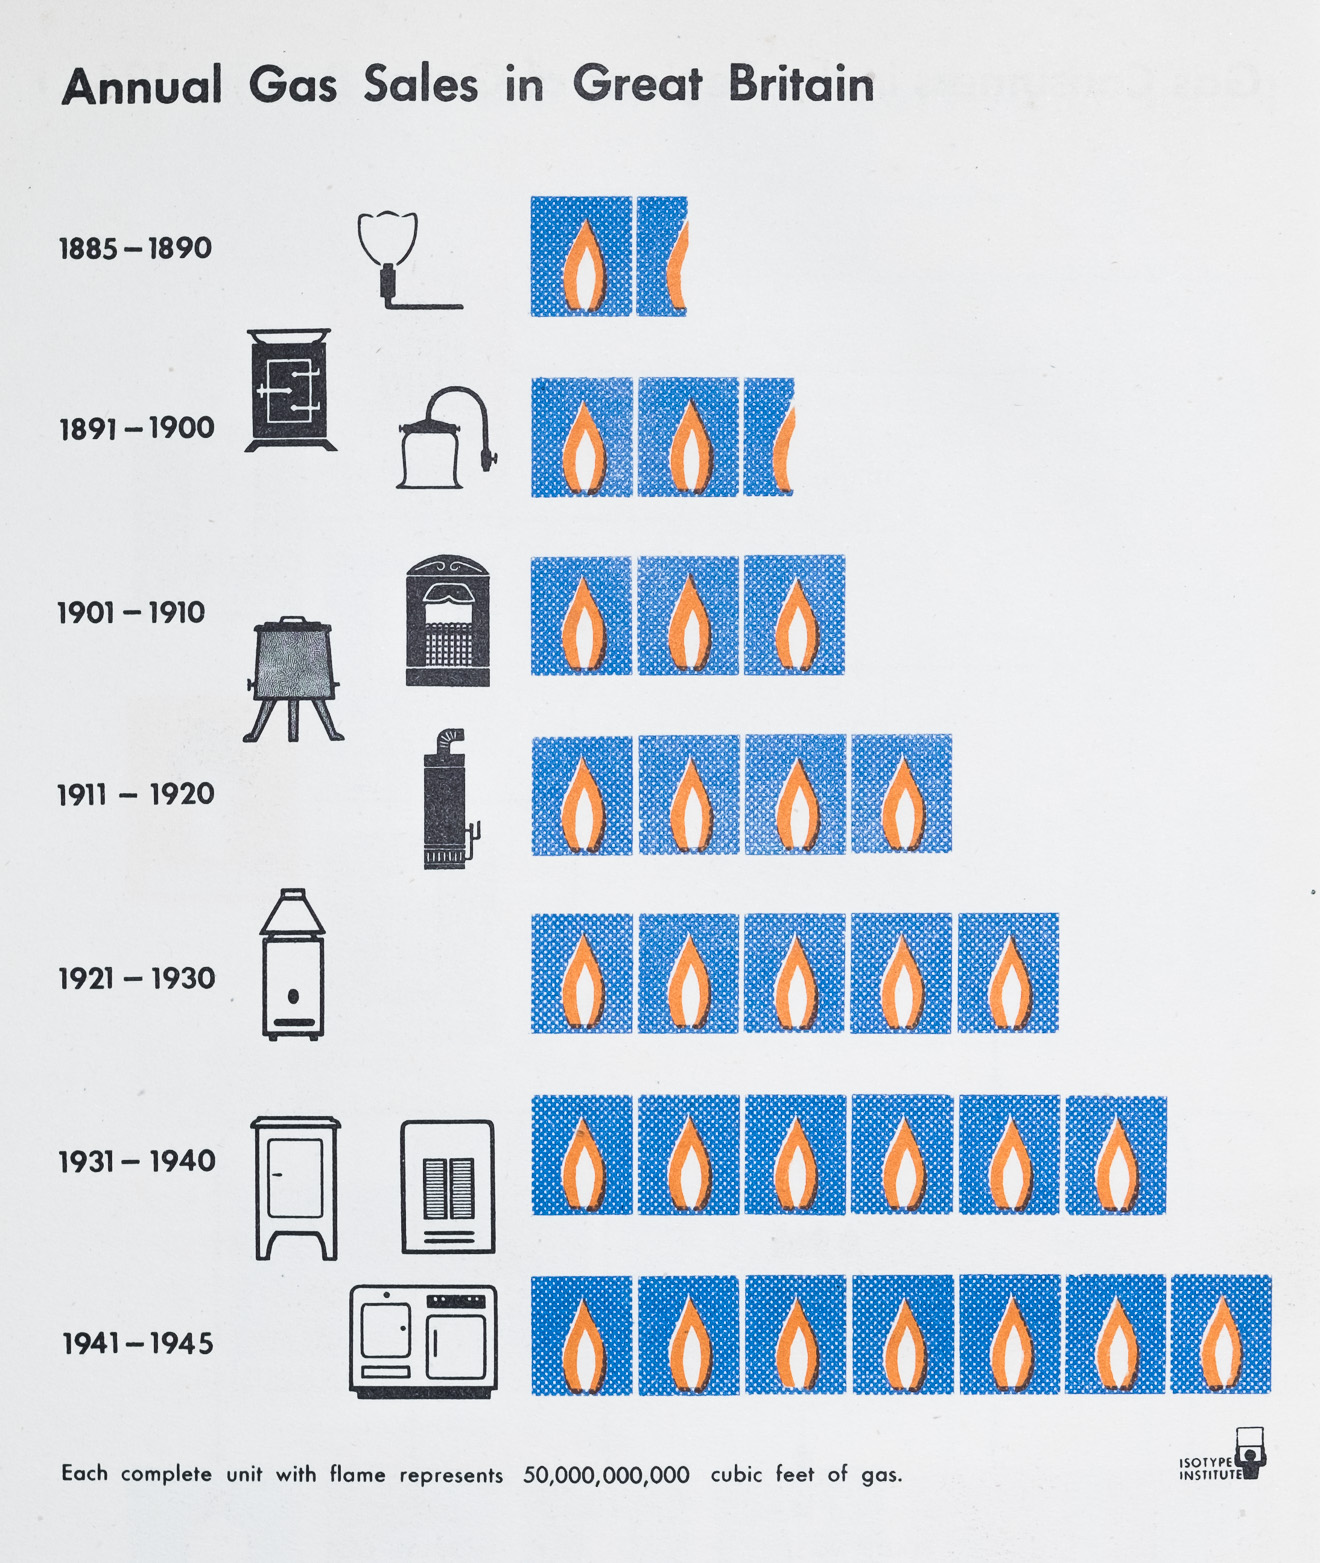 Annual Gas Sales in Great Britain
1885–1890
1891–1900
1901–1910
1911–1920
1921–1930
1931–1940
1941–1945
Each complete unit with flame represents 50,000,000,000 cubic feet of gas.
ISOTYPE
INSTITUTE